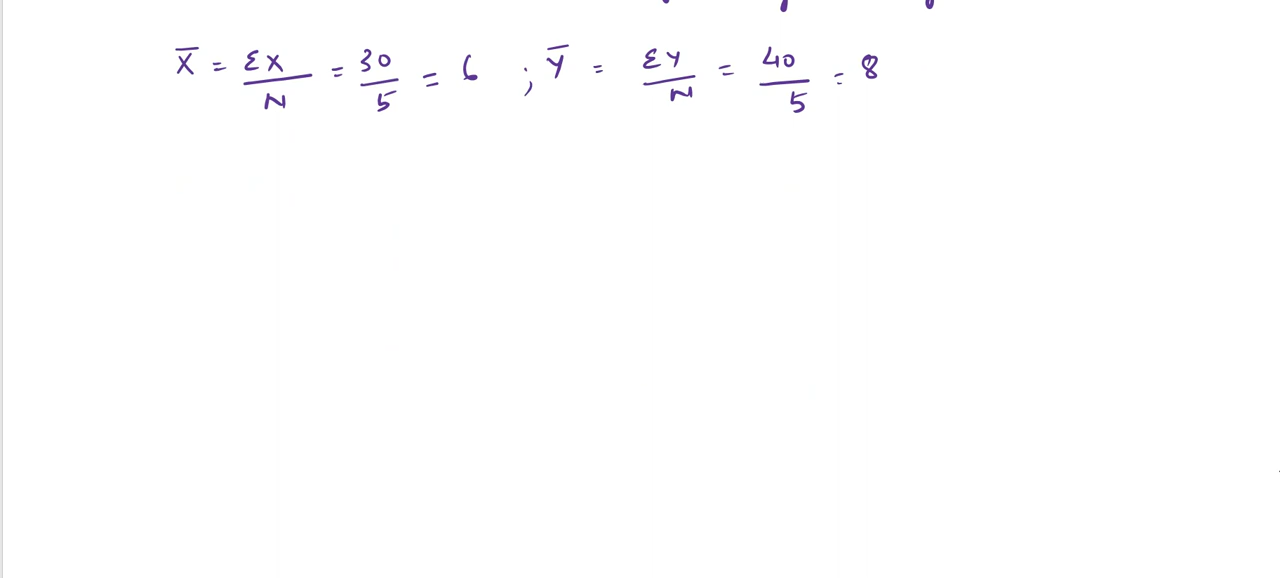 X̅ = ΣX/N = 30/5 = 6 ; Y̅ = ΣY/N = 40/5 = 8